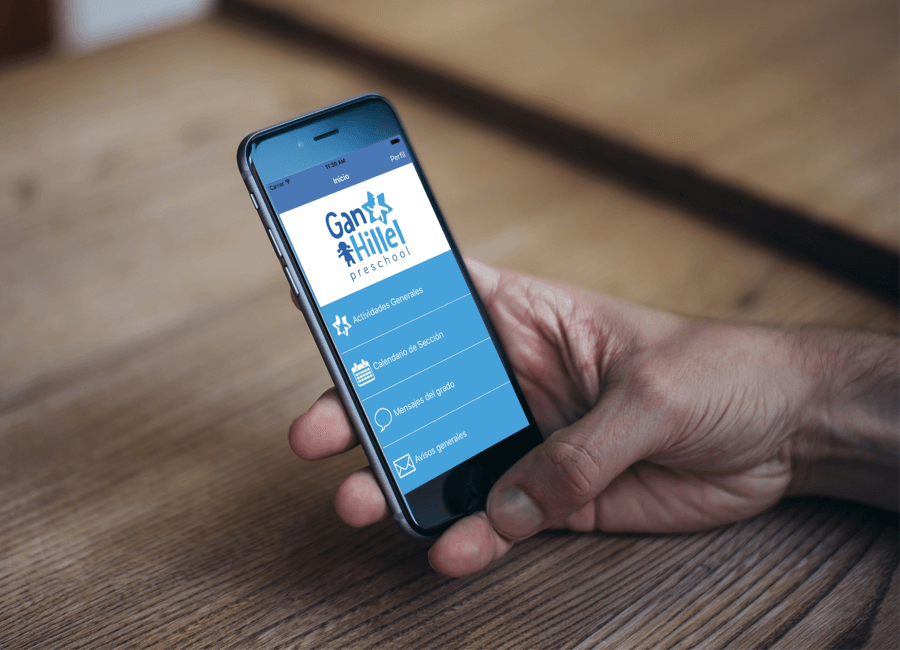 Carrier 11:30 AM
Inicio Perfil
Gan
Hillel
preschool
Actividades Generales
Calendario de Sección
Mensajes del grado
Avisos generales